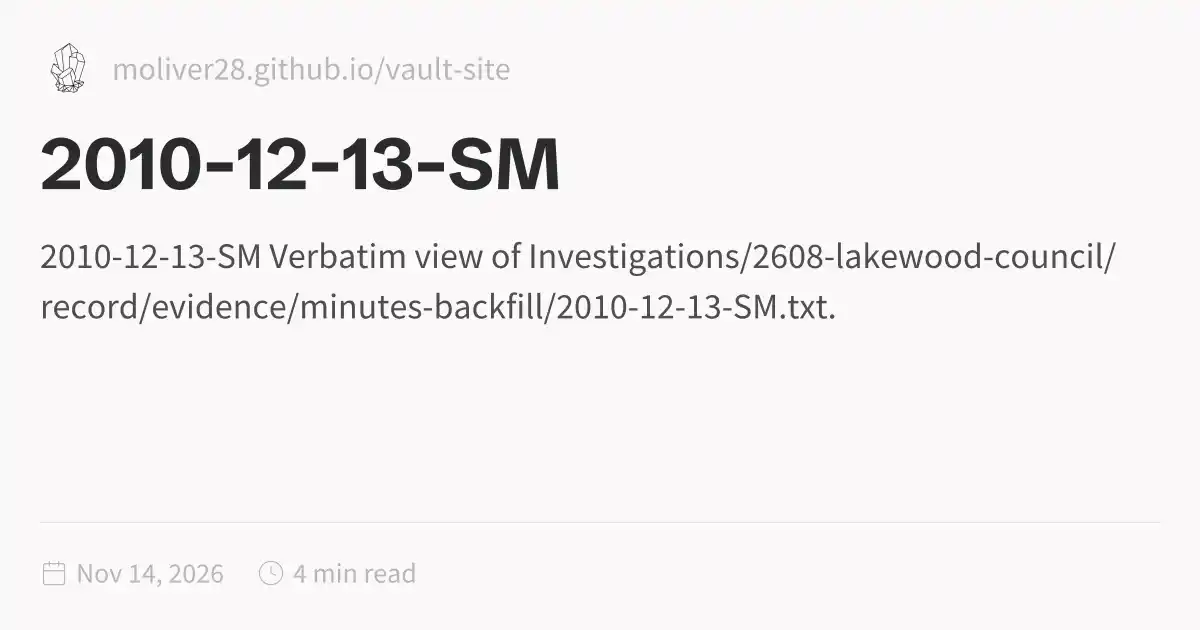 moliver28.github.io/vault-site
2010-12-13-SM
2010-12-13-SM Verbatim view of Investigations/2608-lakewood-council/
record/evidence/minutes-backfill/2010-12-13-SM.txt.
Nov 14, 2026 4 min read